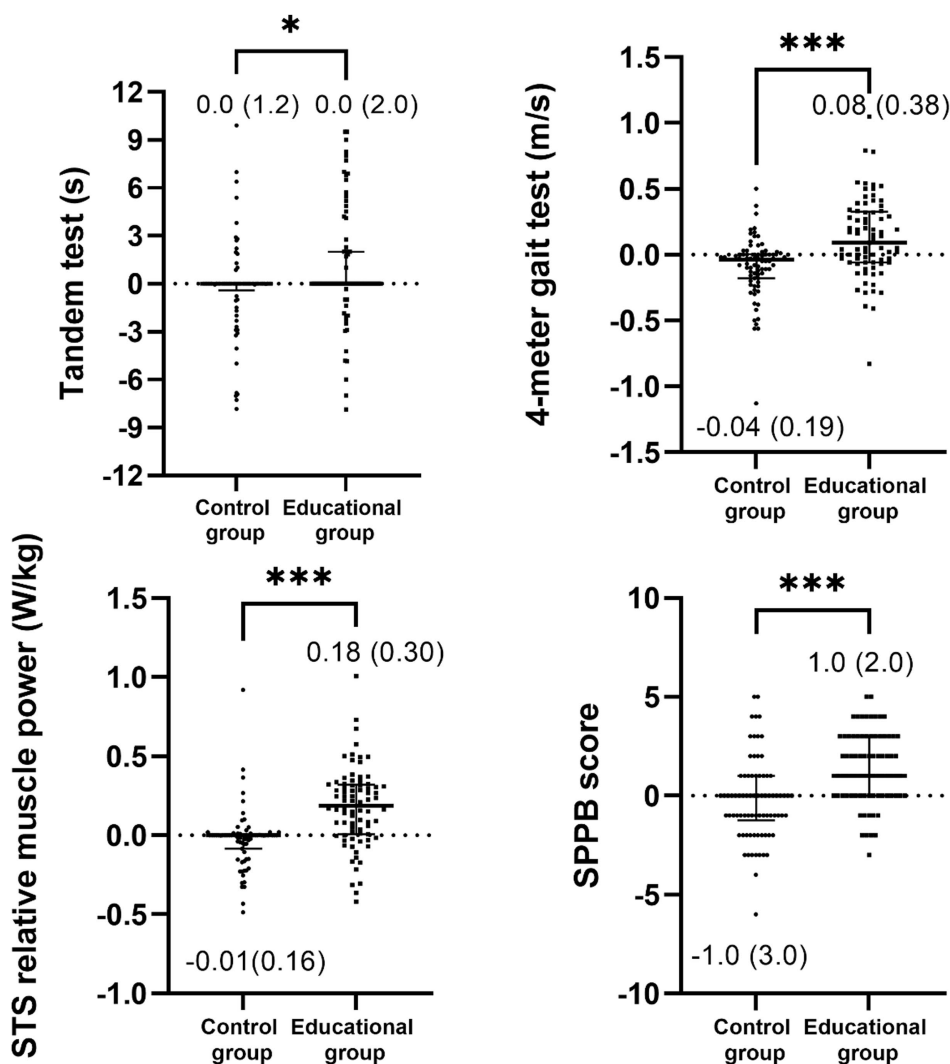 *
Tandem test (s)
12
9
6
3
0
-3
-6
-9
-12
0.0 (1.2)
0.0 (2.0)
Control
group
Educational
group
***
4-meter gait test (m/s)
1.5
1.0
0.5
0.0
-0.5
-1.0
-1.5
0.08 (0.38)
-0.04 (0.19)
Control
group
Educational
group
***
STS relative muscle power (W/kg)
1.5
1.0
0.5
0.0
-0.5
-1.0
0.18 (0.30)
-0.01(0.16)
Control
group
Educational
group
***
SPPB score
10
5
0
-5
-10
1.0 (2.0)
-1.0 (3.0)
Control
group
Educational
group